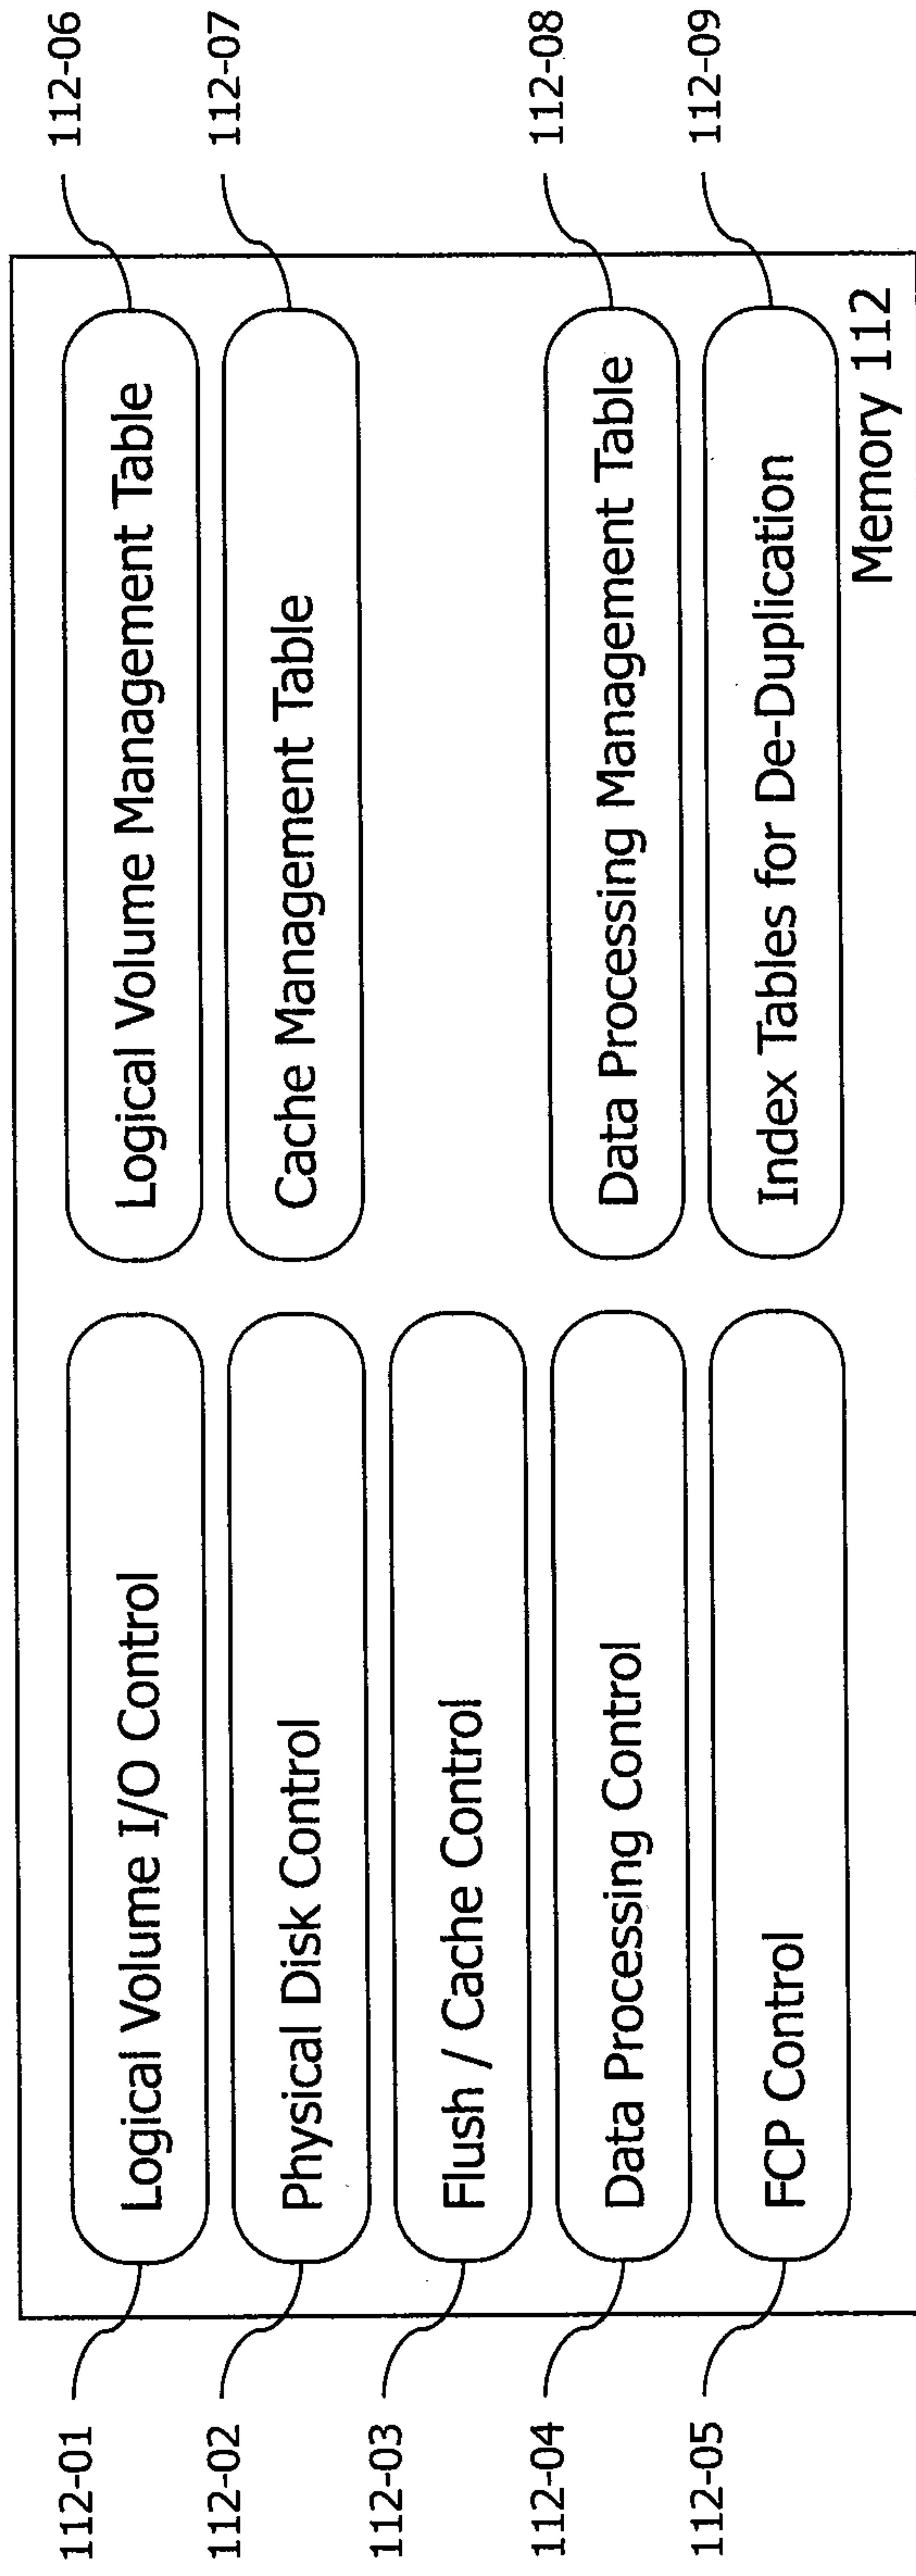 112-01
Logical Volume I/O Control
Logical Volume Management Table
112-06
112-02
Physical Disk Control
Cache Management Table
112-07
112-03
Flush / Cache Control
112-04
Data Processing Control
Data Processing Management Table
112-08
112-05
FCP Control
Index Tables for De-Duplication
112-09
Memory 112